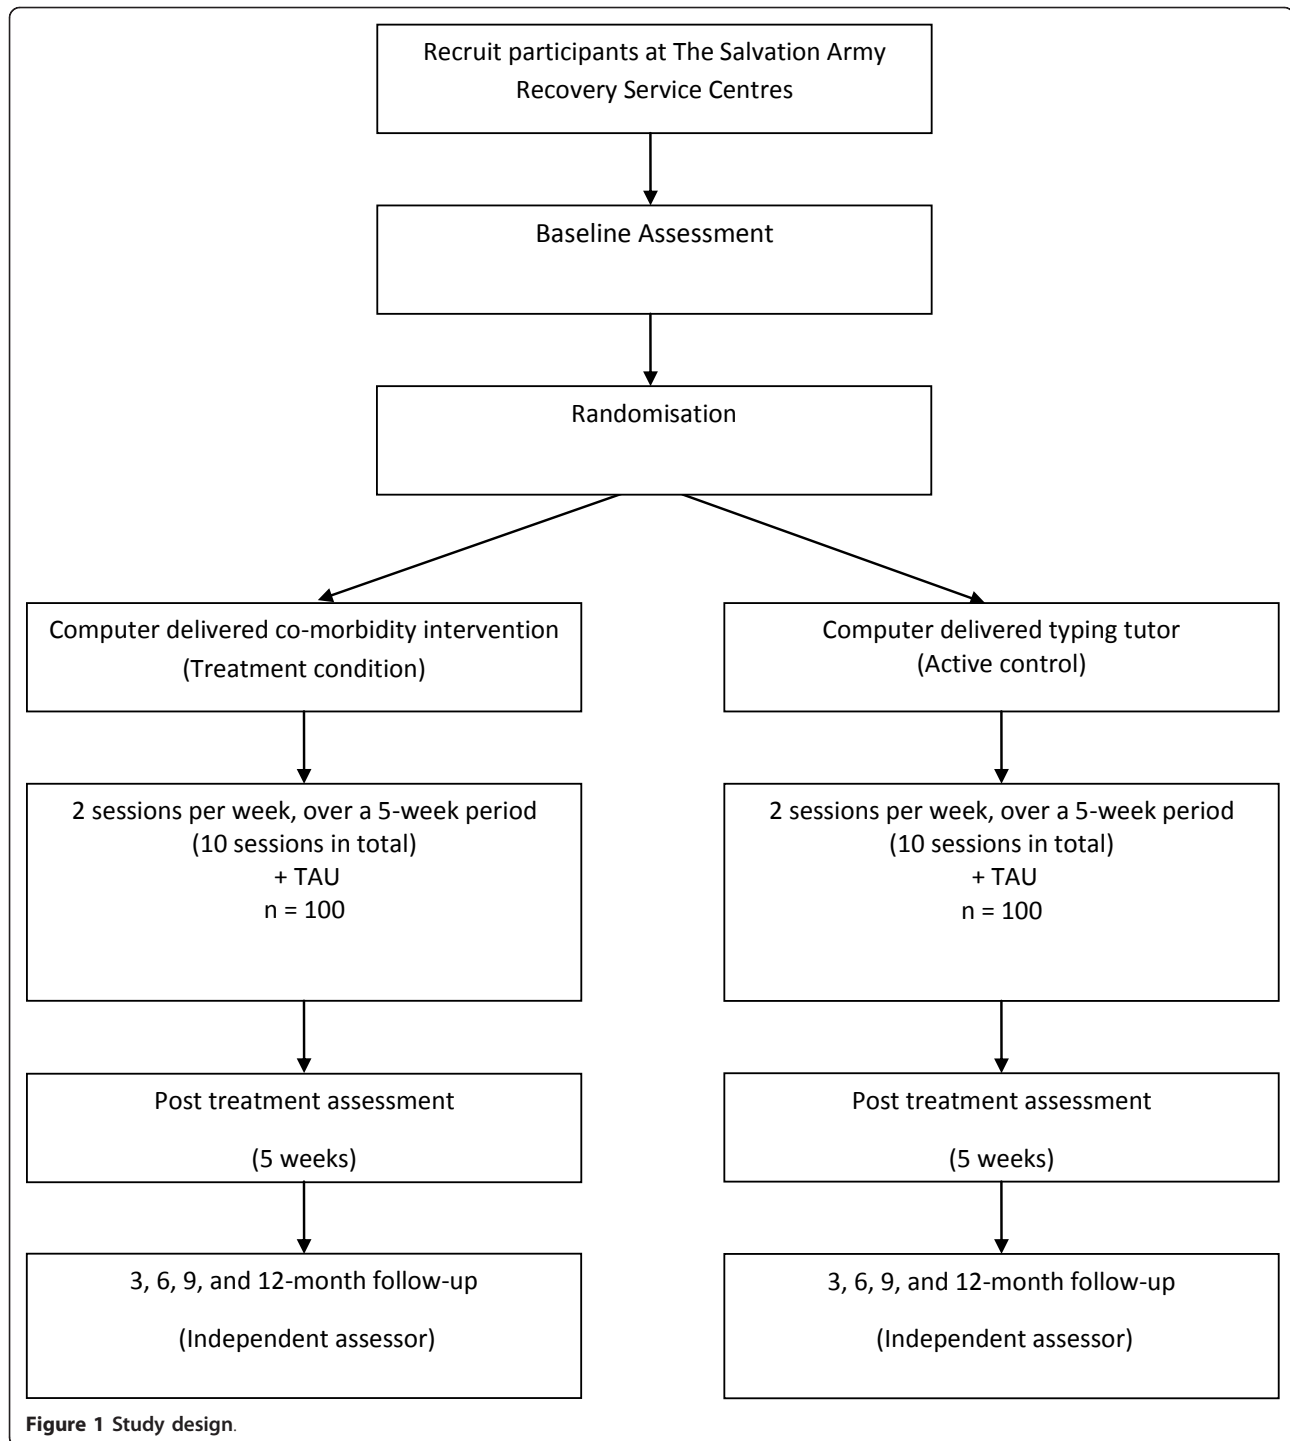 Recruit participants at The Salvation Army
Recovery Service Centres
Baseline Assessment
Randomisation
Computer delivered co-morbidity intervention
(Treatment condition)
Computer delivered typing tutor
(Active control)
2 sessions per week, over a 5-week period
(10 sessions in total)
+ TAU
n = 100
2 sessions per week, over a 5-week period
(10 sessions in total)
+ TAU
n = 100
Post treatment assessment
(5 weeks)
Post treatment assessment
(5 weeks)
3, 6, 9, and 12-month follow-up
(Independent assessor)
3, 6, 9, and 12-month follow-up
(Independent assessor)
Figure 1 Study design.